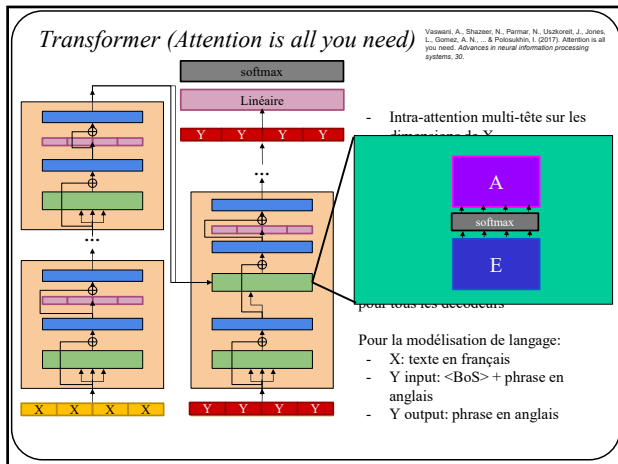 Transformer (Attention is all you need)
Vaswani, A., Shazeer, N., Parmar, N., Uszkoreit, J., Jones,
L., Gomez, A. N., ... & Polosukhin, I. (2017). Attention is all
you need. Advances in neural information processing
systems, 30.
softmax
Linéaire
Y Y Y Y
...
...
X X X X
Y Y Y Y
- Intra-attention multi-tête sur les
dimensions de X
A
softmax
E
pour tous les décodeurs
Pour la modélisation de langage:
- X: texte en français
- Y input: <BoS> + phrase en
anglais
- Y output: phrase en anglais